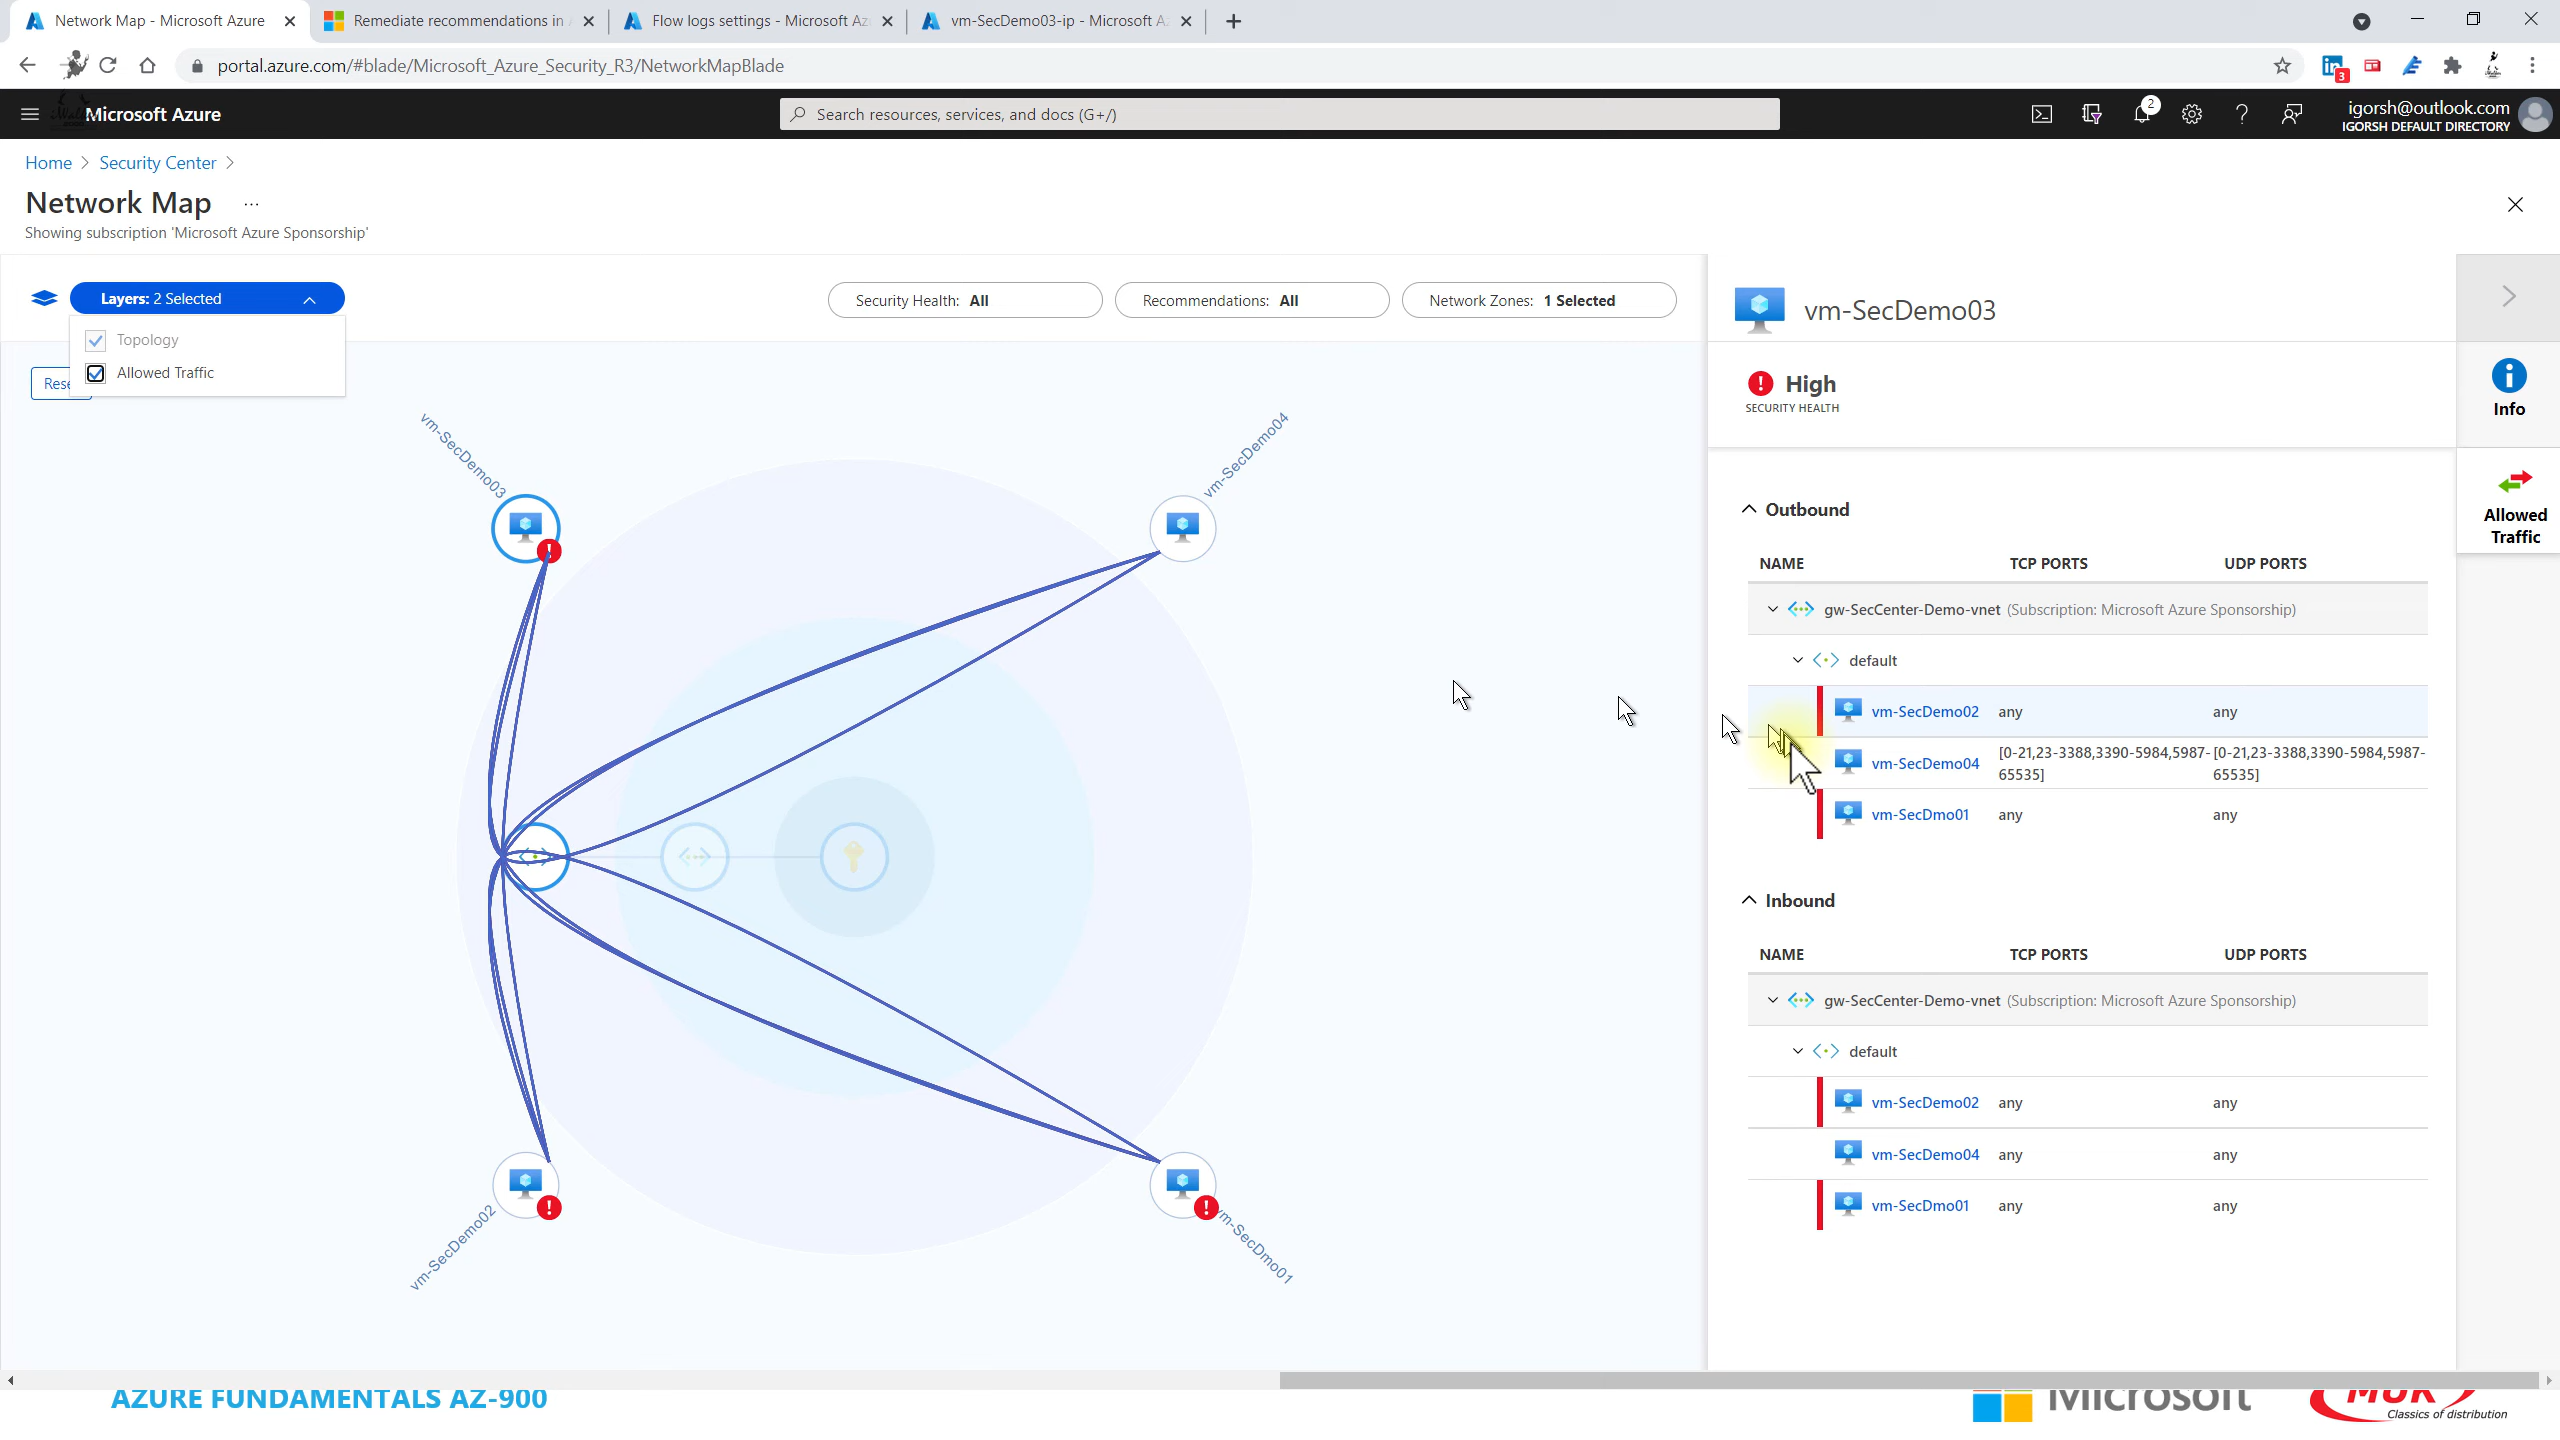 Network Map - Microsoft Azure
Remediate recommendations in
Flow logs settings - Microsoft Az
vm-SecDemo03-ip - Microsoft A
portal.azure.com/#blade/Microsoft_Azure_Security_R3/NetworkMapBlade
3
Microsoft Azure
Search resources, services, and docs (G+/)
2
igorsh@outlook.com
IGORSH DEFAULT DIRECTORY
Home > Security Center >
Network Map ...
Showing subscription 'Microsoft Azure Sponsorship'
Layers: 2 Selected
Topology
Allowed Traffic
Rese
Security Health: All
Recommendations: All
Network Zones: 1 Selected
vm-SecDemo03
vm-SecDemo04
vm-SecDemo02
vm-SecDmo01
vm-SecDemo03
High
SECURITY HEALTH
Info
Allowed
Traffic
Outbound
NAME TCP PORTS UDP PORTS
gw-SecCenter-Demo-vnet (Subscription: Microsoft Azure Sponsorship)
default
vm-SecDemo02 any any
vm-SecDemo04 [0-21,23-3388,3390-5984,5987- [0-21,23-3388,3390-5984,5987-
65535] 65535]
vm-SecDmo01 any any
Inbound
NAME TCP PORTS UDP PORTS
gw-SecCenter-Demo-vnet (Subscription: Microsoft Azure Sponsorship)
default
vm-SecDemo02 any any
vm-SecDemo04 any any
vm-SecDmo01 any any
AZURE FUNDAMENTALS AZ-900
Microsoft
MUK
Classics of distribution